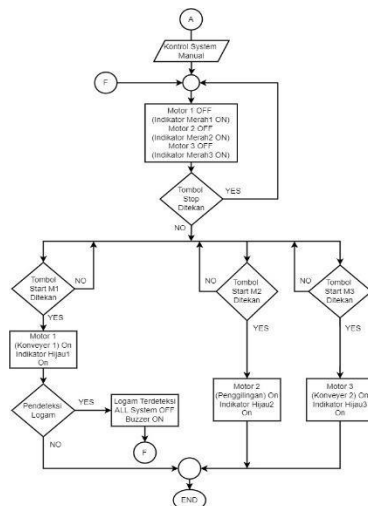 A
Kontrol System
Manual
F
Motor 1 OFF
(Indikator Merah1 ON)
Motor 2 OFF
(Indikator Merah2 ON)
Motor 3 OFF
(Indikator Merah3 ON)
Tombol
Stop
Ditekan
YES
NO
Tombol
Start M1
Ditekan
NO
YES
Tombol
Start M2
Ditekan
NO
YES
Tombol
Start M3
Ditekan
NO
YES
Motor 1
(Konveyer 1) On
Indikator Hijau1
On
Pendeteksi
Logam
YES
NO
Logam Terdeteksi
ALL System OFF
Buzzer ON
F
Motor 2
(Penggilingan) On
Indikator Hijau2
On
Motor 3
(Konveyer 2) On
Indikator Hijau3
On
END